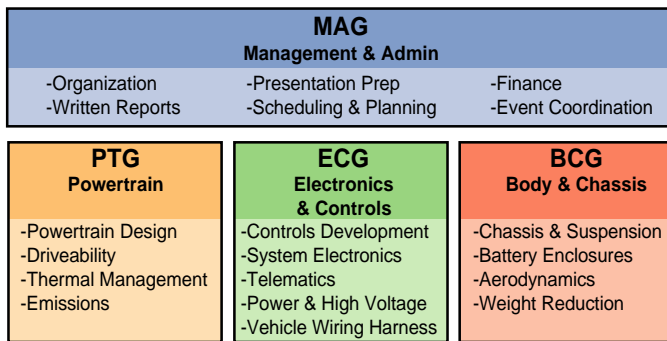 MAG
Management & Admin
-Organization
-Written Reports
-Presentation Prep
-Scheduling & Planning
-Finance
-Event Coordination
PTG
Powertrain
-Powertrain Design
-Driveability
-Thermal Management
-Emissions
ECG
Electronics
& Controls
-Controls Development
-System Electronics
-Telematics
-Power & High Voltage
-Vehicle Wiring Harness
BCG
Body & Chassis
-Chassis & Suspension
-Battery Enclosures
-Aerodynamics
-Weight Reduction